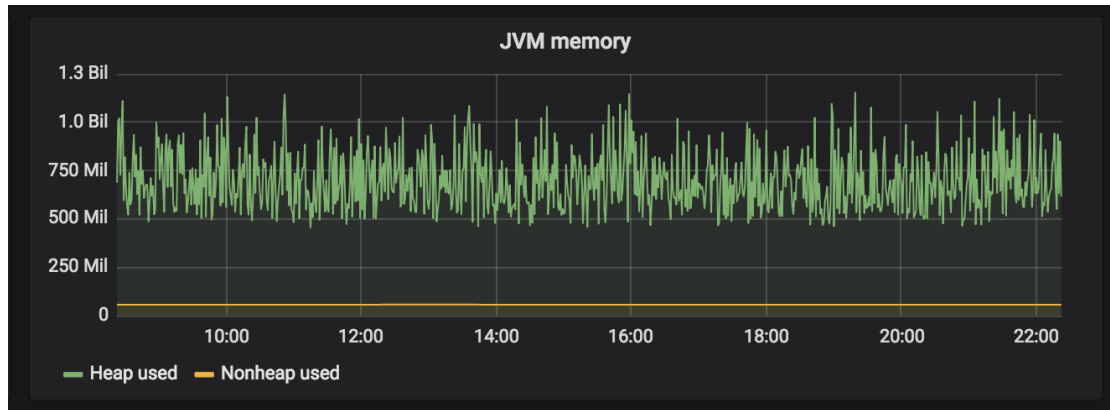 JVM memory
1.3 Bil
1.0 Bil
750 Mil
500 Mil
250 Mil
0
10:00 12:00 14:00 16:00 18:00 20:00 22:00
Heap used Nonheap used